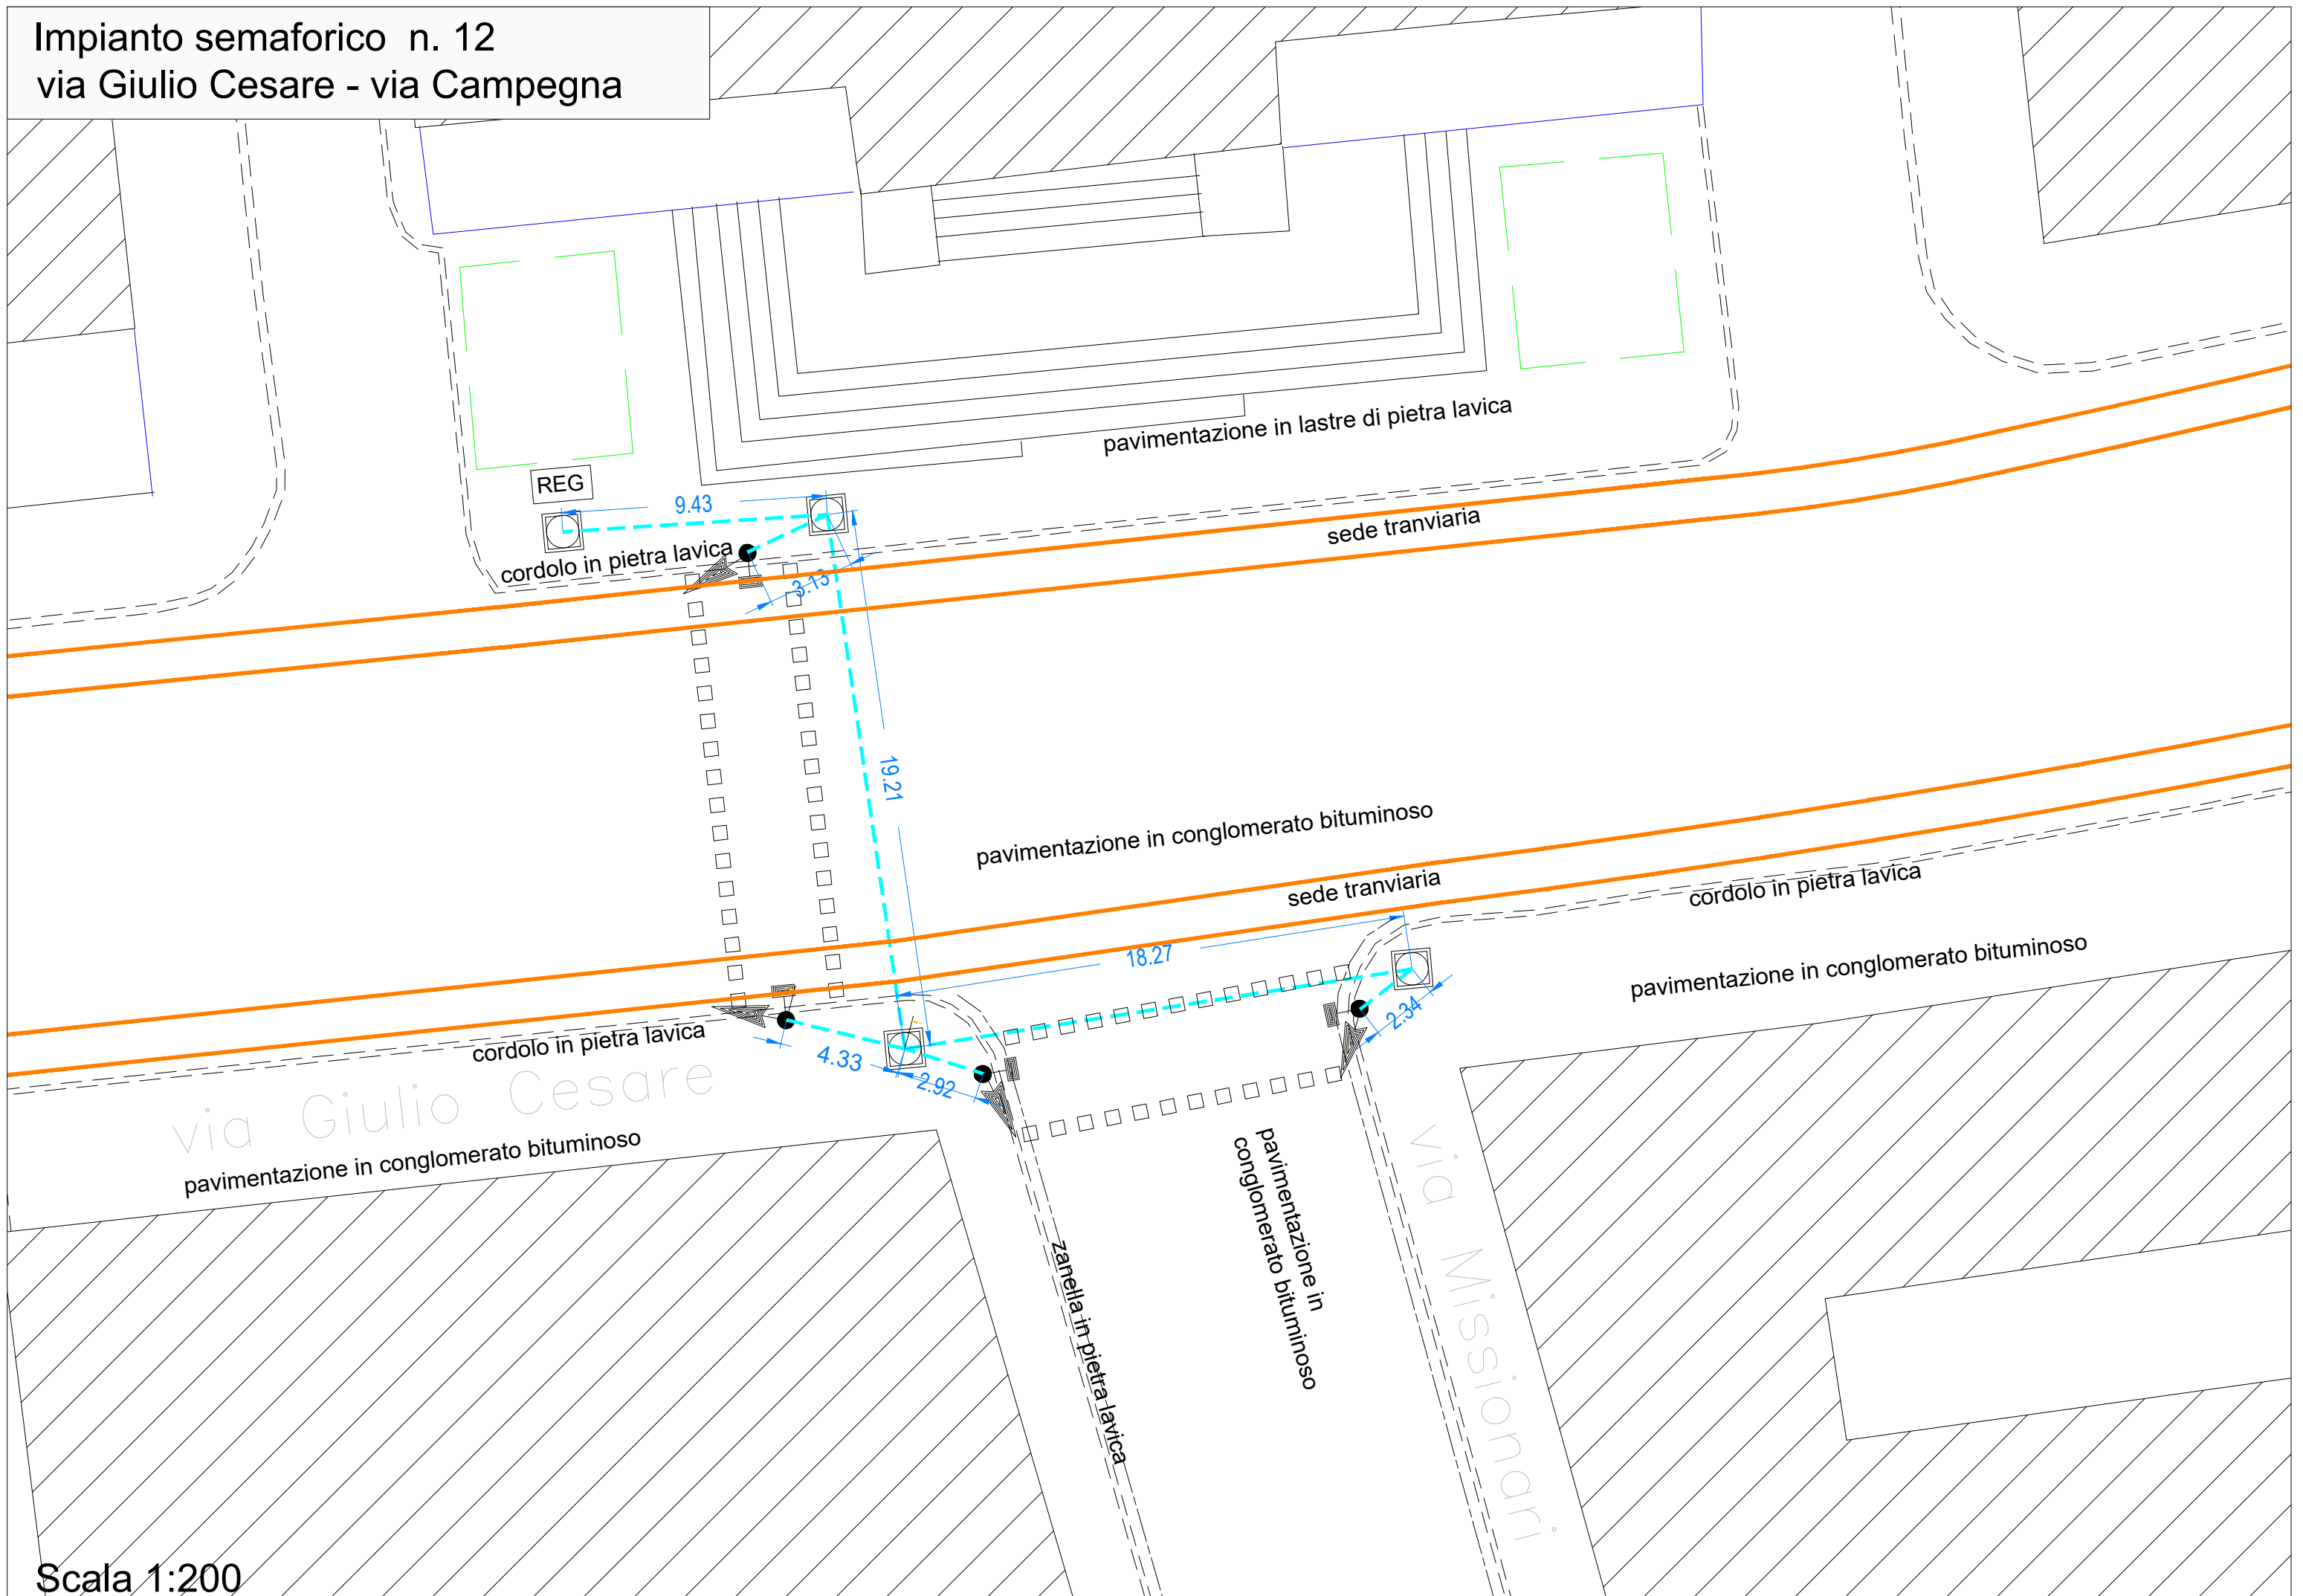 Impianto semaforico n. 12
via Giulio Cesare - via Campegna
pavimentazione in lastre di pietra lavica
REG
9.43
sede tranviaria
cordolo in pietra lavica
3.13
19.21
pavimentazione in conglomerato bituminoso
sede tranviaria
cordolo in pietra lavica
18.27
pavimentazione in conglomerato bituminoso
2.34
cordolo in pietra lavica
4.33
2.92
via Giulio Cesare
pavimentazione in conglomerato bituminoso
pavimentazione in
conglomerato bituminoso
via Missionari
zanella in pietra lavica
Scala 1:200